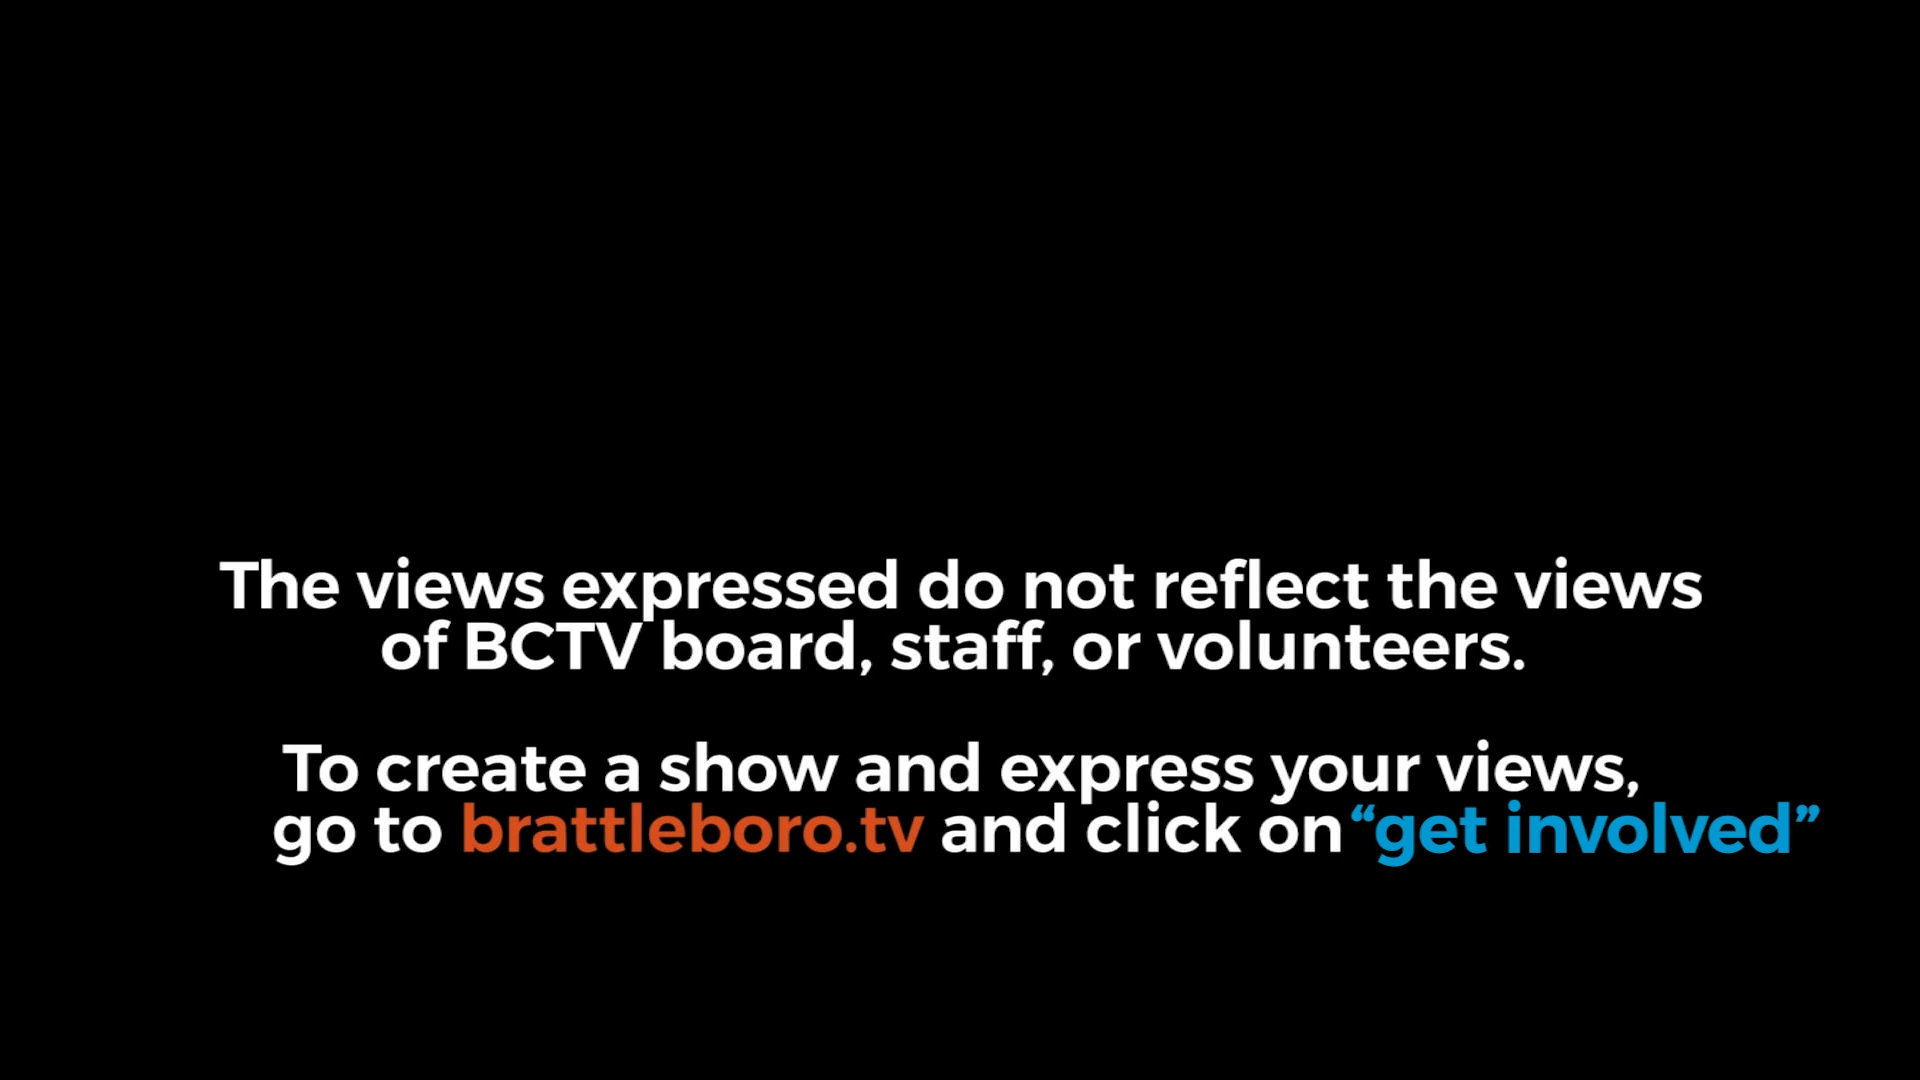 The views expressed do not reflect the views
of BCTV board, staff, or volunteers.
To create a show and express your views,
go to brattleboro.tv and click on “get involved”